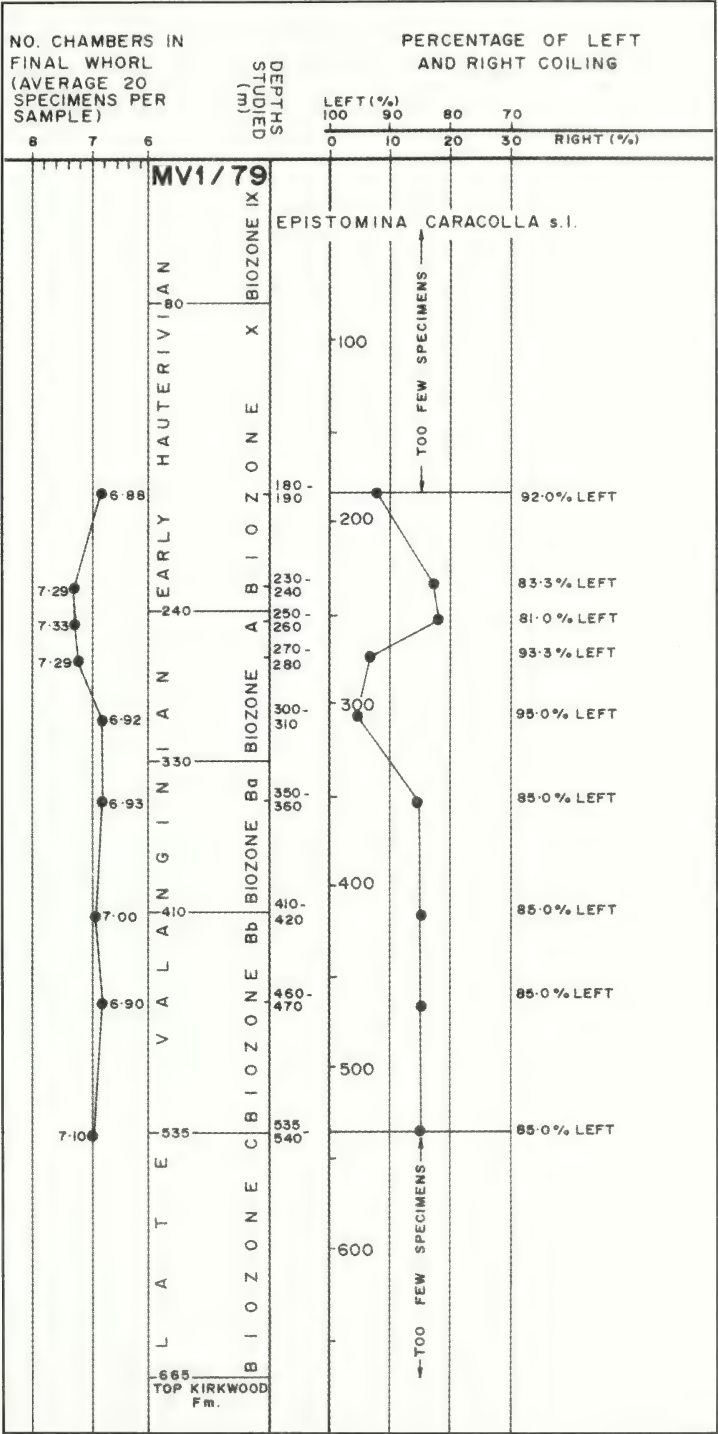 NO. CHAMBERS IN
FINAL WHORL
(AVERAGE 20
SPECIMENS PER
SAMPLE)
DEPTHS
STUDIED
(m)
PERCENTAGE OF LEFT
AND RIGHT COILING
LEFT (%)
100 90 80 70
0 10 20 30 RIGHT (%)
8 7 6
MV1/79
EPISTOMINA CARACOLLA s.l.
BIOZONE IX
80
BIOZONE X
EARLY HAUTERIVIAN
TOO FEW SPECIMENS
100
6·88
180-
190
92·0% LEFT
200
7·29
230-
240
83·3% LEFT
240
7·33
250-
260
81·0% LEFT
BIOZONE A
7·29
270-
280
93·3% LEFT
6·92
300-
310
300
95·0% LEFT
330
BIOZONE Ba
6·93
350-
360
85·0% LEFT
400
7·00
410
410-
420
85·0% LEFT
BIOZONE Bb
LATE VALANGINIAN
6·90
460-
470
85·0% LEFT
500
7·10
535
535
540
85·0% LEFT
BIOZONE C
TOO FEW SPECIMENS
600
665
TOP KIRKWOOD
Fm.